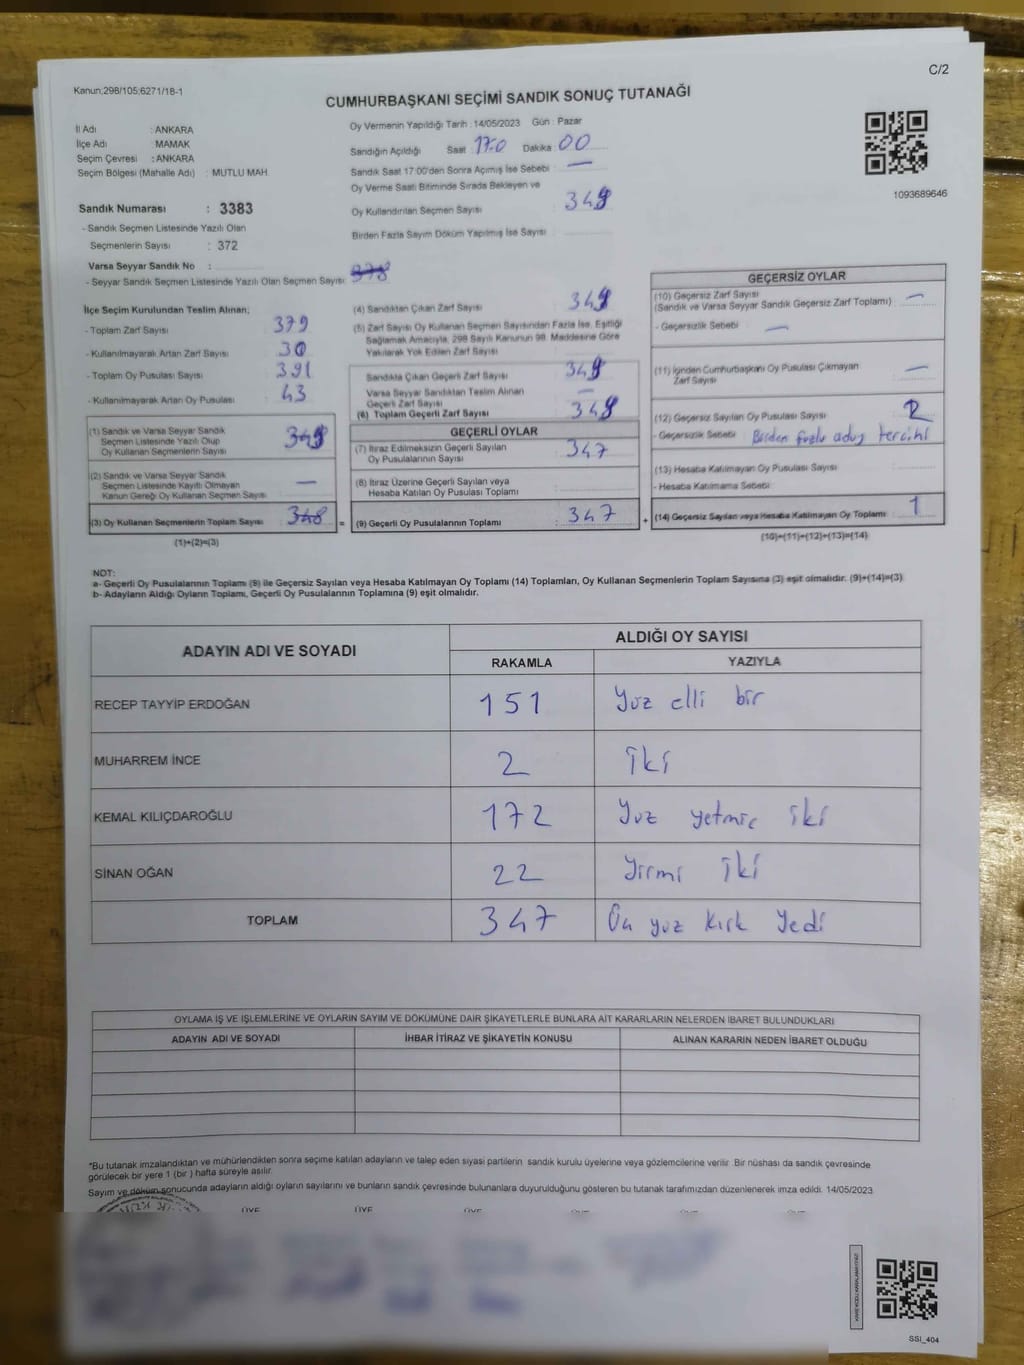 C/2
Kanun:298/105;6271/18-1
CUMHURBAŞKANI SEÇİMİ SANDIK SONUÇ TUTANAĞI
İl Adı : ANKARA
İlçe Adı : MAMAK
Seçim Çevresi : ANKARA
Seçim Bölgesi (Mahalle Adı) : MUTLU MAH.
Sandık Numarası : 3383
- Sandık Seçmen Listesinde Yazılı Olan
Seçmenlerin Sayısı : 372
Varsa Seyyar Sandık No :
- Seyyar Sandık Seçmen Listesinde Yazılı Olan Seçmen Sayısı:
Oy Vermenin Yapıldığı Tarih : 14/05/2023 Gün : Pazar
Sandığın Açıldığı Saat : 17.0 Dakika : 00
Sandık Saat 17:00'den Sonra Açımış İse Sebebi : —
Oy Verme Saati Bitiminde Sırada Bekleyen ve
Oy Kullandırılan Seçmen Sayısı :
Birden Fazla Sayım Döküm Yapılmış İse Sayısı :
1093689646
İlçe Seçim Kurulundan Teslim Alınan;
- Toplam Zarf Sayısı : 379
- Kullanılmayarak Artan Zarf Sayısı : 30
- Toplam Oy Pusulası Sayısı : 391
- Kullanılmayarak Artan Oy Pusulası : 43
(1) Sandık ve Varsa Seyyar Sandık
Seçmen Listesinde Yazılı Olup
Oy Kullanan Seçmenlerin Sayısı :
(2) Sandık ve Varsa Seyyar Sandık
Seçmen Listesinde Kayıtlı Olmayan
Kanun Gereği Oy Kullanan Seçmen Sayısı : —
(3) Oy Kullanan Seçmenlerin Toplam Sayısı :
(1)+(2)=(3)
(4) Sandıktan Çıkan Zarf Sayısı :
(5) Zarf Sayısı Oy Kullanan Seçmen Sayısından Fazla İse, Eşitliği
Sağlamak Amacıyla, 298 Sayılı Kanunun 98. Maddesine Göre
Yakılarak Yok Edilen Zarf Sayısı :
Sandıkta Çıkan Geçerli Zarf Sayısı :
Varsa Seyyar Sandıktan Teslim Alınan
Geçerli Zarf Sayısı : —
(6) Toplam Geçerli Zarf Sayısı :
GEÇERLİ OYLAR
(7) İtiraz Edilmeksizin Geçerli Sayılan
Oy Pusulalarının Sayısı : 347
(8) İtiraz Üzerine Geçerli Sayılan veya
Hesaba Katılan Oy Pusulası Toplamı :
= (9) Geçerli Oy Pusulalarının Toplamı : 347
GEÇERSİZ OYLAR
(10) Geçersiz Zarf Sayısı
(Sandık ve Varsa Seyyar Sandık Geçersiz Zarf Toplamı) : —
- Geçersizlik Sebebi : —
(11) İçinden Cumhurbaşkanı Oy Pusulası Çıkmayan
Zarf Sayısı : —
(12) Geçersiz Sayılan Oy Pusulası Sayısı :
- Geçersizlik Sebebi : Birden fazla aday tercihi
(13) Hesaba Katılmayan Oy Pusulası Sayısı :
- Hesaba Katılmama Sebebi :
+ (14) Geçersiz Sayılan veya Hesaba Katılmayan Oy Toplamı : 1
(10)+(11)+(12)+(13)=(14)
NOT:
a- Geçerli Oy Pusulalarının Toplamı (9) ile Geçersiz Sayılan veya Hesaba Katılmayan Oy Toplamı (14) Toplamları, Oy Kullanan Seçmenlerin Toplam Sayısına (3) eşit olmalıdır. (9)+(14)=(3)
b- Adayların Aldığı Oyların Toplamı, Geçerli Oy Pusulalarının Toplamına (9) eşit olmalıdır.
ADAYIN ADI VE SOYADI ALDIĞI OY SAYISI
RAKAMLA YAZIYLA
RECEP TAYYİP ERDOĞAN 151 Yüz elli bir
MUHARREM İNCE 2 iki
KEMAL KILIÇDAROĞLU 172 Yüz yetmiş iki
SİNAN OĞAN 22 Yirmi iki
TOPLAM 347 Üç yüz kırk yedi
OYLAMA İŞ VE İŞLEMLERİNE VE OYLARIN SAYIM VE DÖKÜMÜNE DAİR ŞİKAYETLERLE BUNLARA AİT KARARLARIN NELERDEN İBARET BULUNDUKLARI
ADAYIN ADI VE SOYADI İHBAR İTİRAZ VE ŞİKAYETİN KONUSU ALINAN KARARIN NEDEN İBARET OLDUĞU
*Bu tutanak imzalandıktan ve mühürlendikten sonra seçime katılan adayların ve talep eden siyasi partilerin sandık kurulu üyelerine veya gözlemcilerine verilir. Bir nüshası da sandık çevresinde
görülecek bir yere 1 (bir ) hafta süreyle asılır.
Sayım ve döküm sonucunda adayların aldığı oyların sayılarını ve bunların sandık çevresinde bulunanlara duyurulduğunu gösteren bu tutanak tarafımızdan düzenlenerek imza edildi. 14/05/2023
ÜYE ÜYE ÜYE
SSI_404